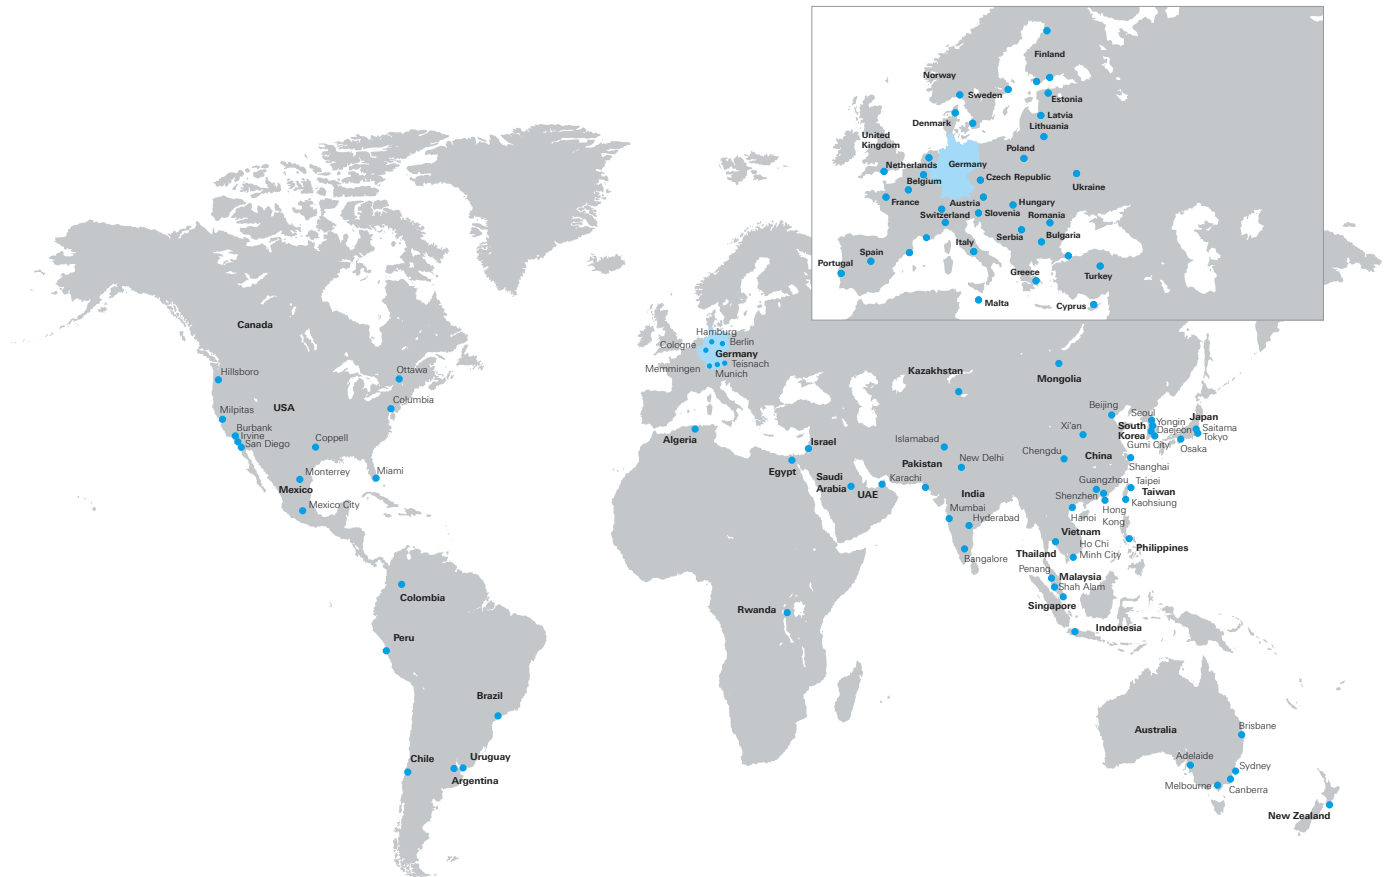 Finland
Norway
Sweden
Estonia
Latvia
Denmark
Lithuania
United
Kingdom
Poland
Netherlands
Germany
Czech Republic
Belgium
Ukraine
France
Austria
Hungary
Switzerland
Slovenia
Romania
Serbia
Bulgaria
Italy
Spain
Portugal
Greece
Turkey
Malta
Cyprus
Canada
Hillsboro
Ottawa
Columbia
Milpitas
USA
Burbank
Irvine
San Diego
Coppell
Monterrey
Miami
Mexico
Mexico City
Colombia
Peru
Brazil
Chile
Uruguay
Argentina
Hamburg
Cologne
Berlin
Germany
Memmingen
Teisnach
Munich
Algeria
Israel
Egypt
Saudi
Arabia
UAE
Rwanda
Kazakhstan
Mongolia
Islamabad
Pakistan
New Delhi
Karachi
India
Mumbai
Hyderabad
Bangalore
Beijing
Seoul
Yongin
South
Korea
Daejeon
Gumi City
Japan
Saitama
Tokyo
Osaka
Xi'an
Chengdu
China
Shanghai
Guangzhou
Taipei
Shenzhen
Taiwan
Kaohsiung
Hong
Kong
Hanoi
Vietnam
Ho Chi
Minh City
Thailand
Philippines
Penang
Malaysia
Shah Alam
Singapore
Indonesia
Australia
Brisbane
Adelaide
Sydney
Melbourne
Canberra
New Zealand